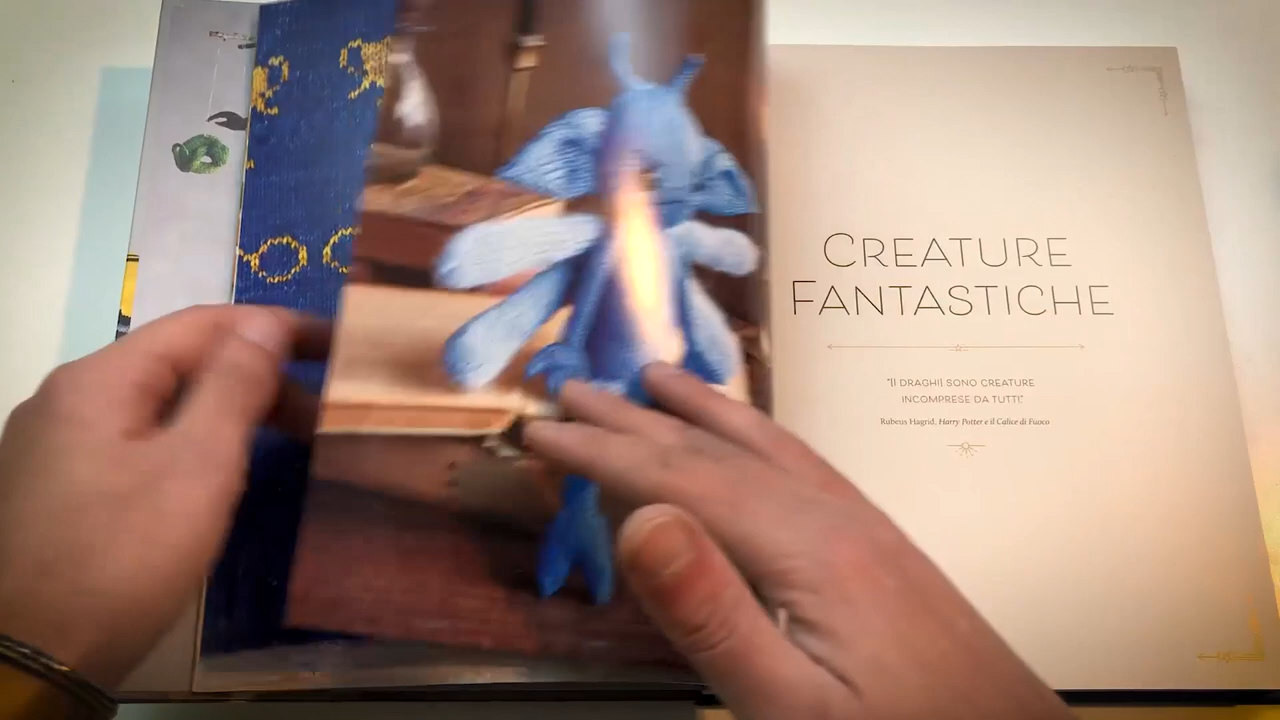 CREATURE
FANTASTICHE
"[I DRAGHI] SONO CREATURE
INCOMPRESE DA TUTTI."
Rubeus Hagrid, Harry Potter e il Calice di Fuoco